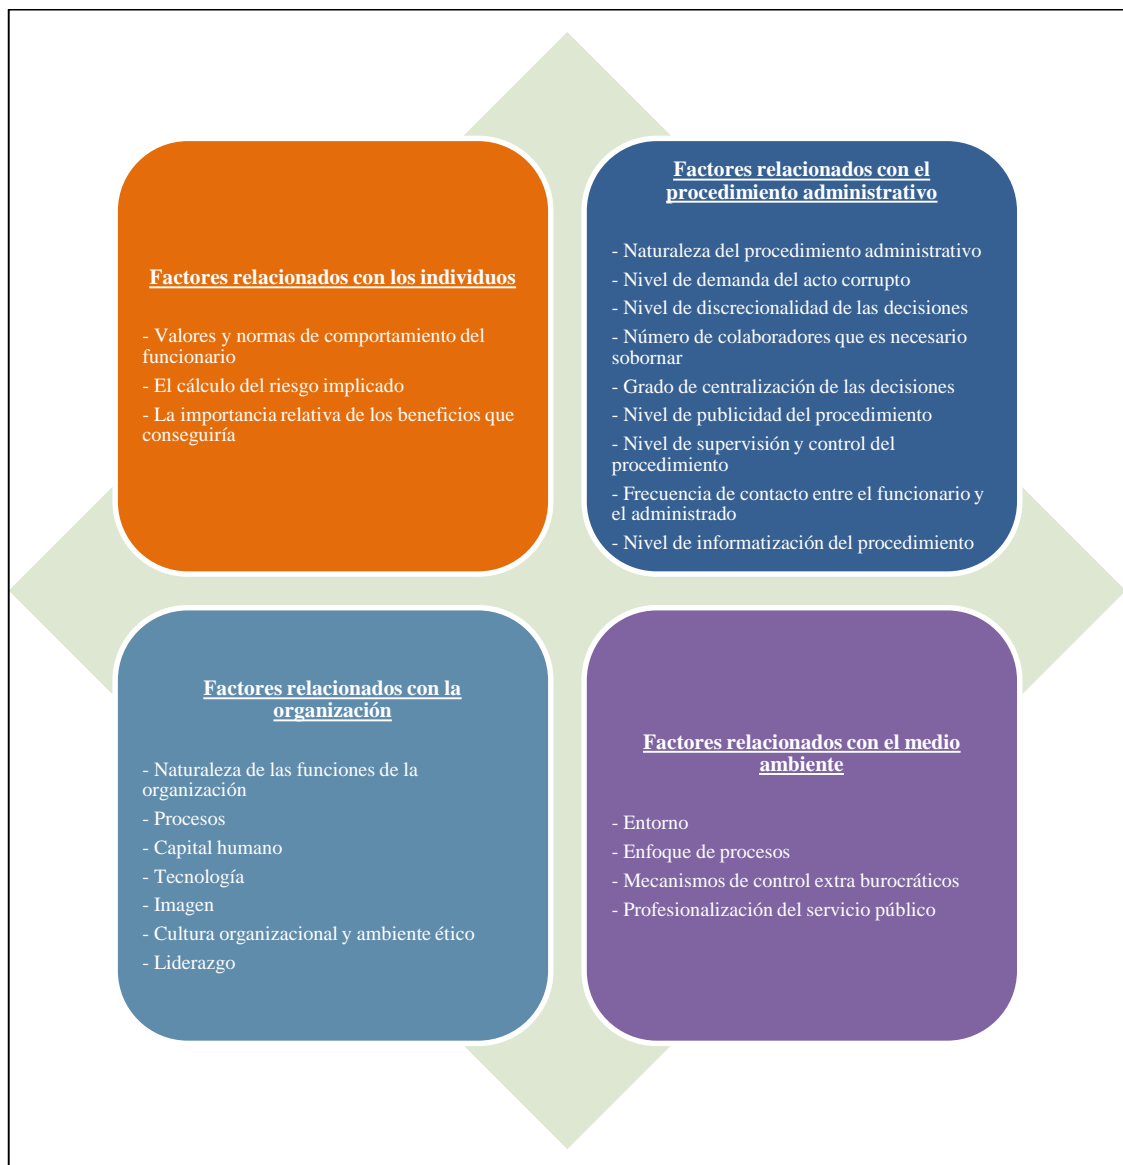 Factores relacionados con los individuos
- Valores y normas de comportamiento del
funcionario
- El cálculo del riesgo implicado
- La importancia relativa de los beneficios que
conseguiría
Factores relacionados con el
procedimiento administrativo
- Naturaleza del procedimiento administrativo
- Nivel de demanda del acto corrupto
- Nivel de discrecionalidad de las decisiones
- Número de colaboradores que es necesario
sobornar
- Grado de centralización de las decisiones
- Nivel de publicidad del procedimiento
- Nivel de supervisión y control del
procedimiento
- Frecuencia de contacto entre el funcionario y
el administrado
- Nivel de informatización del procedimiento
Factores relacionados con la
organización
- Naturaleza de las funciones de la
organización
- Procesos
- Capital humano
- Tecnología
- Imagen
- Cultura organizacional y ambiente ético
- Liderazgo
Factores relacionados con el medio
ambiente
- Entorno
- Enfoque de procesos
- Mecanismos de control extra burocráticos
- Profesionalización del servicio público